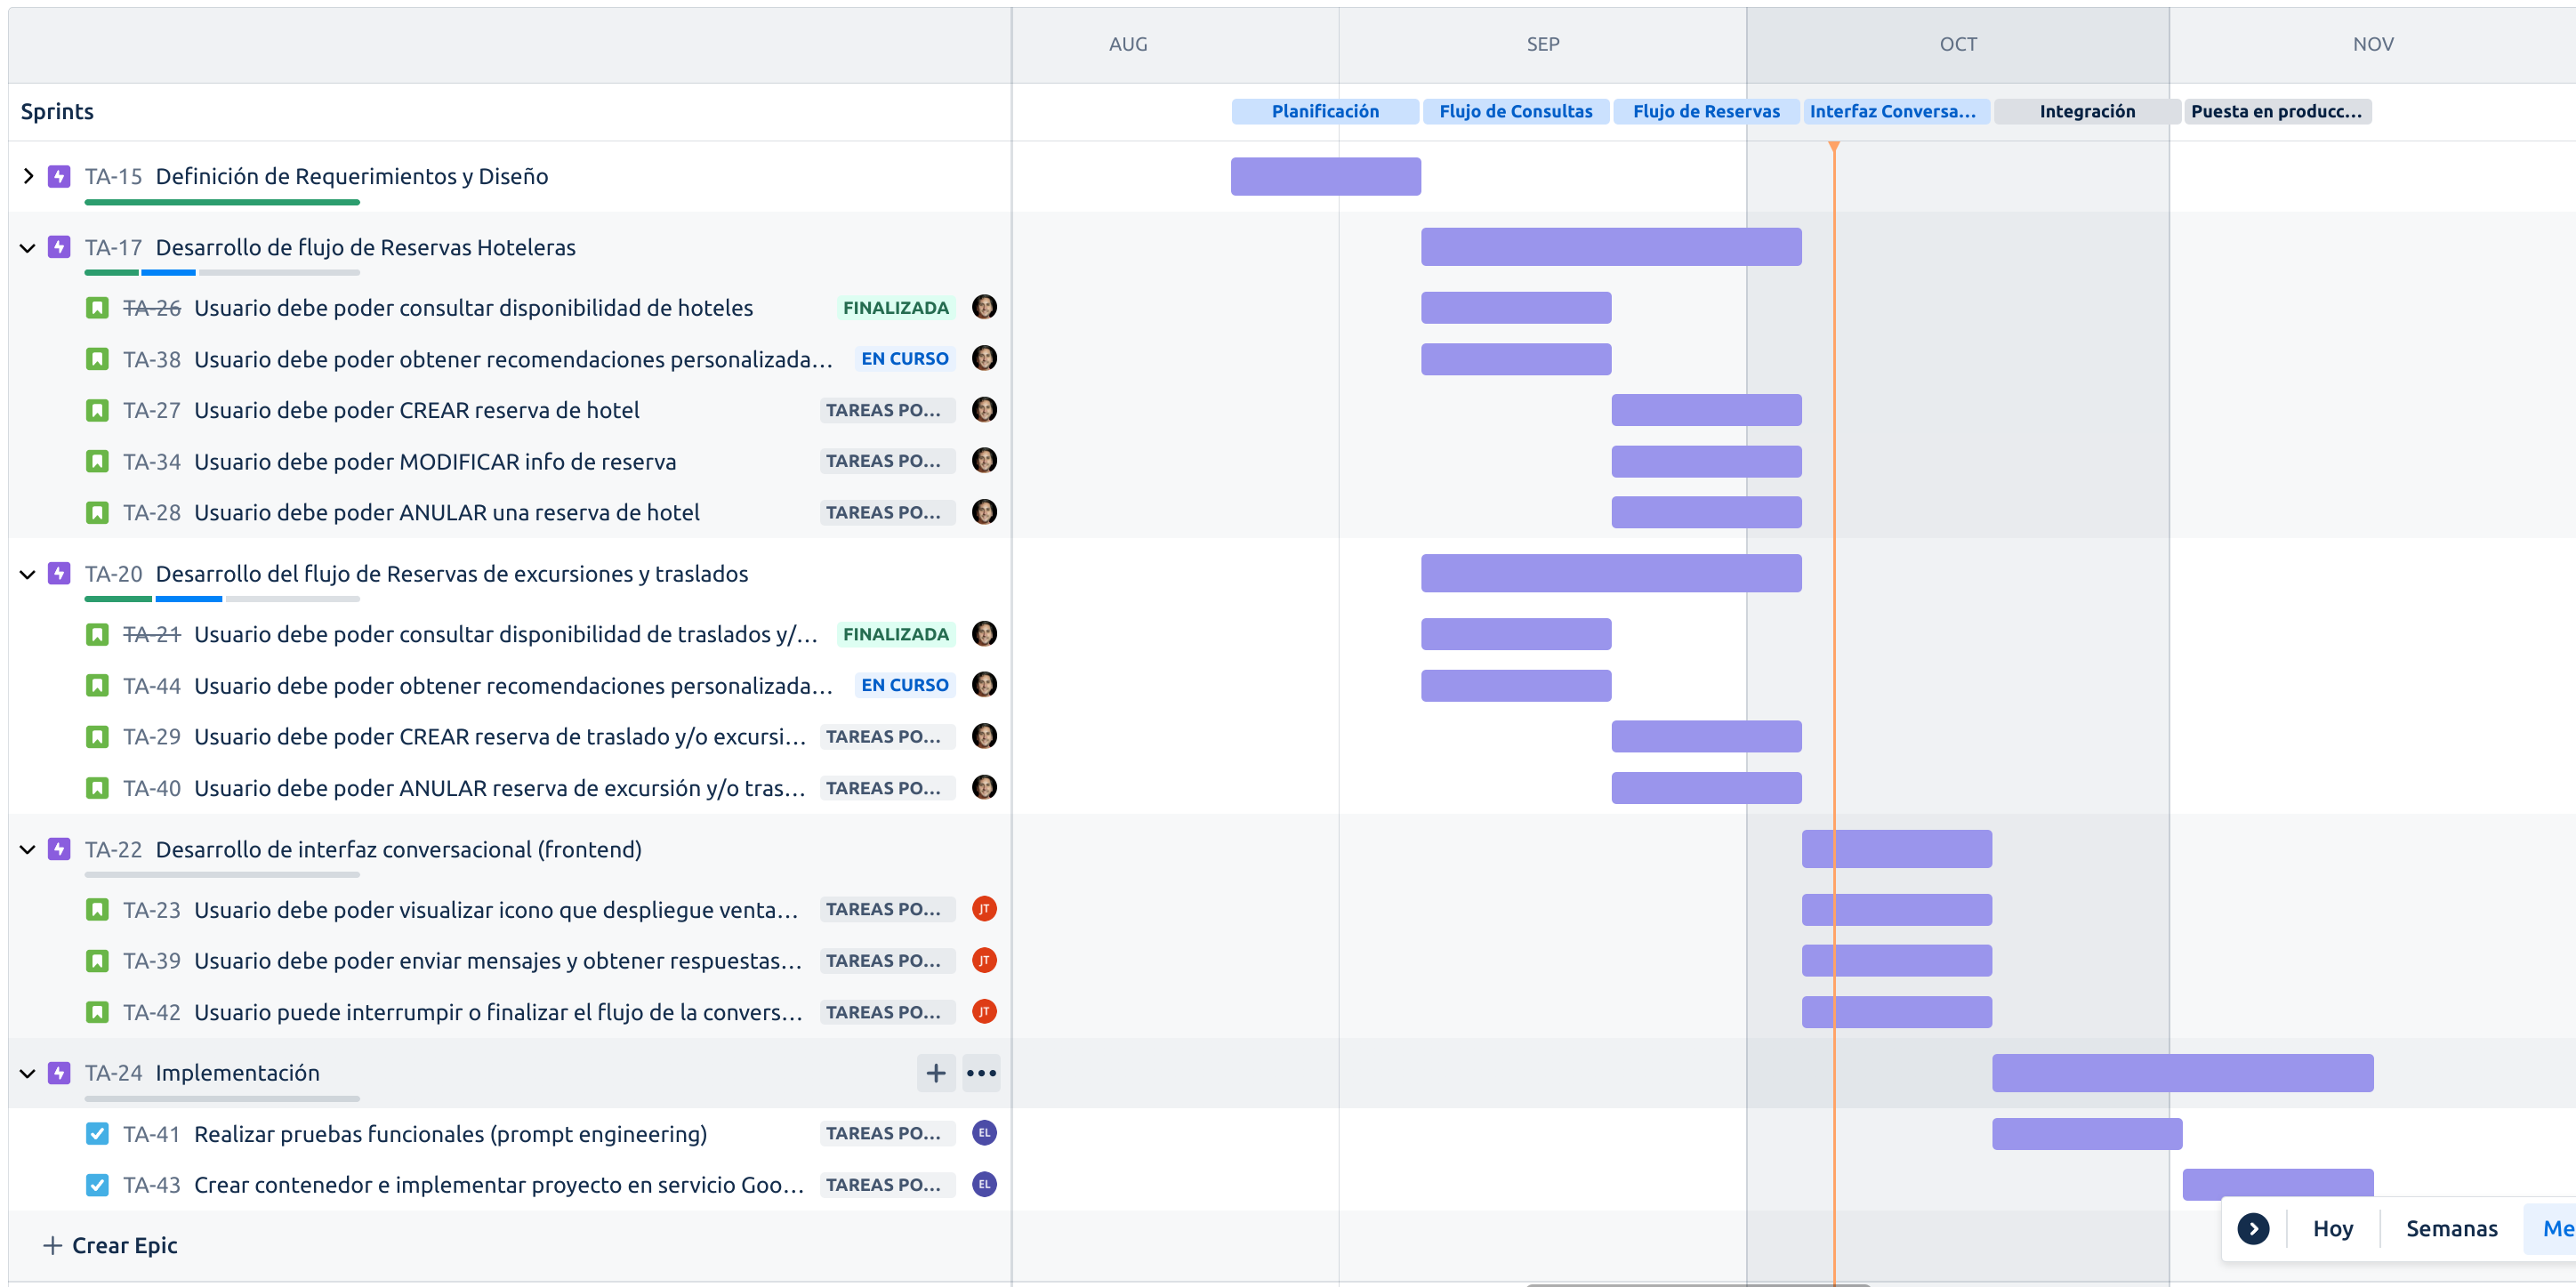 AUG SEP OCT NOV
Sprints Planificación Flujo de Consultas Flujo de Reservas Interfaz Conversa... Integración Puesta en producc...
TA-15 Definición de Requerimientos y Diseño
TA-17 Desarrollo de flujo de Reservas Hoteleras
TA-26 Usuario debe poder consultar disponibilidad de hoteles FINALIZADA
TA-38 Usuario debe poder obtener recomendaciones personalizada... EN CURSO
TA-27 Usuario debe poder CREAR reserva de hotel TAREAS PO...
TA-34 Usuario debe poder MODIFICAR info de reserva TAREAS PO...
TA-28 Usuario debe poder ANULAR una reserva de hotel TAREAS PO...
TA-20 Desarrollo del flujo de Reservas de excursiones y traslados
TA-21 Usuario debe poder consultar disponibilidad de traslados y/... FINALIZADA
TA-44 Usuario debe poder obtener recomendaciones personalizada... EN CURSO
TA-29 Usuario debe poder CREAR reserva de traslado y/o excursi... TAREAS PO...
TA-40 Usuario debe poder ANULAR reserva de excursión y/o tras... TAREAS PO...
TA-22 Desarrollo de interfaz conversacional (frontend)
TA-23 Usuario debe poder visualizar icono que despliegue venta... TAREAS PO... JT
TA-39 Usuario debe poder enviar mensajes y obtener respuestas... TAREAS PO... JT
TA-42 Usuario puede interrumpir o finalizar el flujo de la convers... TAREAS PO... JT
TA-24 Implementación
TA-41 Realizar pruebas funcionales (prompt engineering) TAREAS PO... EL
TA-43 Crear contenedor e implementar proyecto en servicio Goo... TAREAS PO... EL
+ Crear Epic Hoy Semanas Me